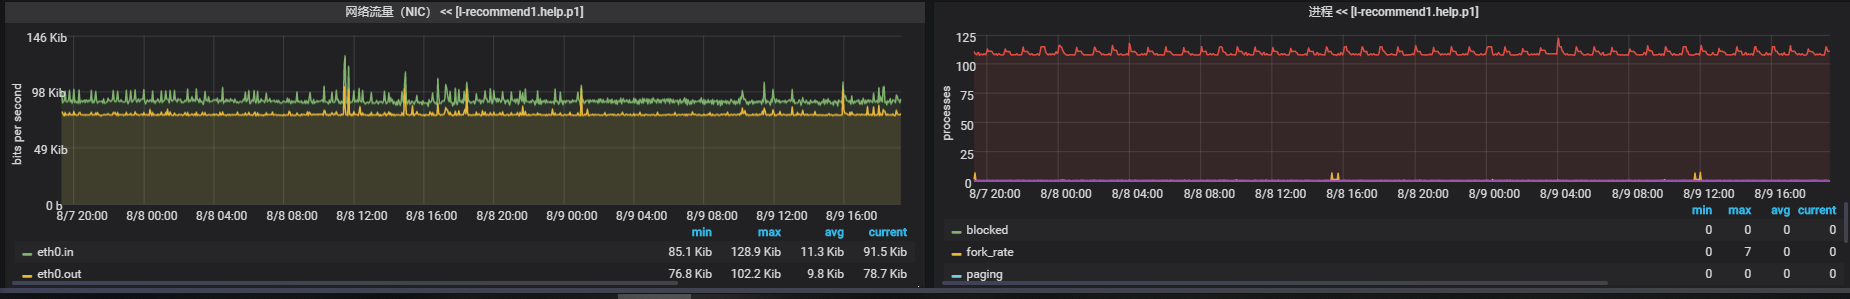 网络流量（NIC） << [l-recommend1.help.p1]
146 Kib
98 Kib
49 Kib
0 b
bits per second
8/7 20:00 8/8 00:00 8/8 04:00 8/8 08:00 8/8 12:00 8/8 16:00 8/8 20:00 8/9 00:00 8/9 04:00 8/9 08:00 8/9 12:00 8/9 16:00
min max avg current
eth0.in 85.1 Kib 128.9 Kib 11.3 Kib 91.5 Kib
eth0.out 76.8 Kib 102.2 Kib 9.8 Kib 78.7 Kib
进程 << [l-recommend1.help.p1]
125
100
75
50
25
0
processes
8/7 20:00 8/8 00:00 8/8 04:00 8/8 08:00 8/8 12:00 8/8 16:00 8/8 20:00 8/9 00:00 8/9 04:00 8/9 08:00 8/9 12:00 8/9 16:00
min max avg current
blocked 0 0 0 0
fork_rate 0 7 0 0
paging 0 0 0 0